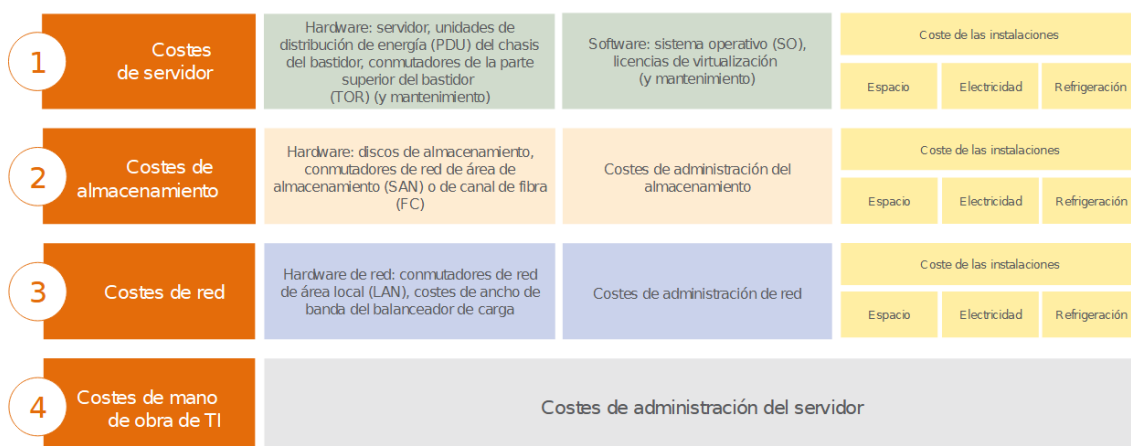 1
Costes
de servidor
Hardware: servidor, unidades de
distribución de energía (PDU) del chasis
del bastidor, conmutadores de la parte
superior del bastidor
(TOR) (y mantenimiento)
Software: sistema operativo (SO),
licencias de virtualización
(y mantenimiento)
Coste de las instalaciones
Espacio
Electricidad
Refrigeración
2
Costes de
almacenamiento
Hardware: discos de almacenamiento,
conmutadores de red de área de
almacenamiento (SAN) o de canal de fibra
(FC)
Costes de administración del
almacenamiento
Coste de las instalaciones
Espacio
Electricidad
Refrigeración
3
Costes de red
Hardware de red: conmutadores de red
de área local (LAN), costes de ancho de
banda del balanceador de carga
Costes de administración de red
Coste de las instalaciones
Espacio
Electricidad
Refrigeración
4
Costes de mano
de obra de TI
Costes de administración del servidor